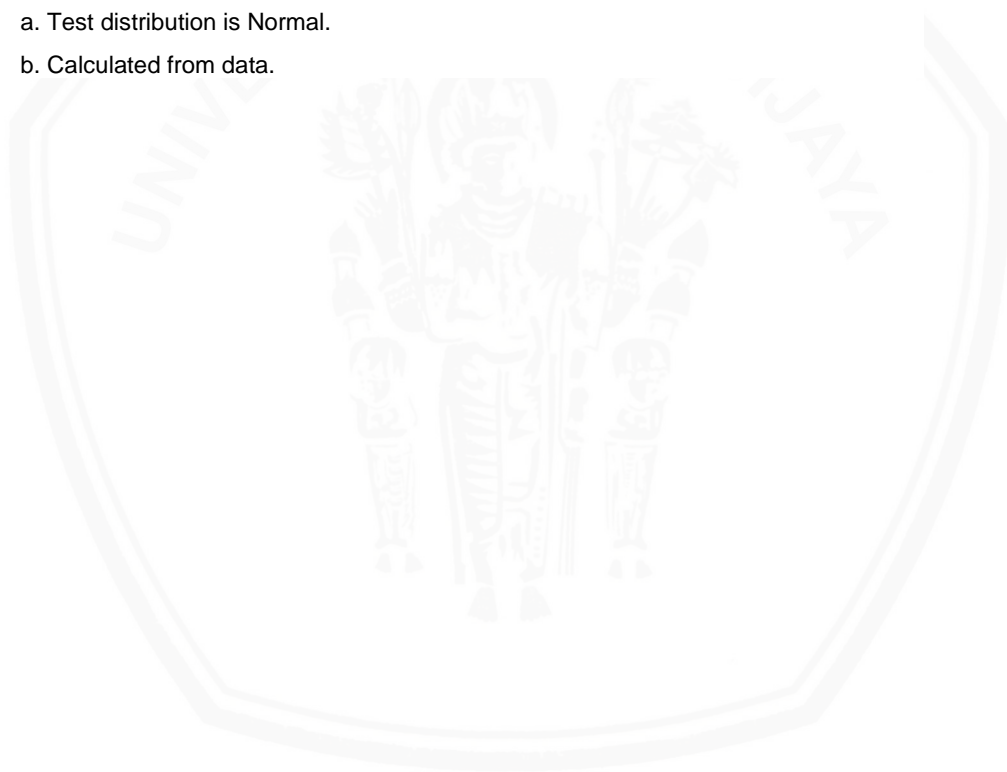 a. Test distribution is Normal.
b. Calculated from data.